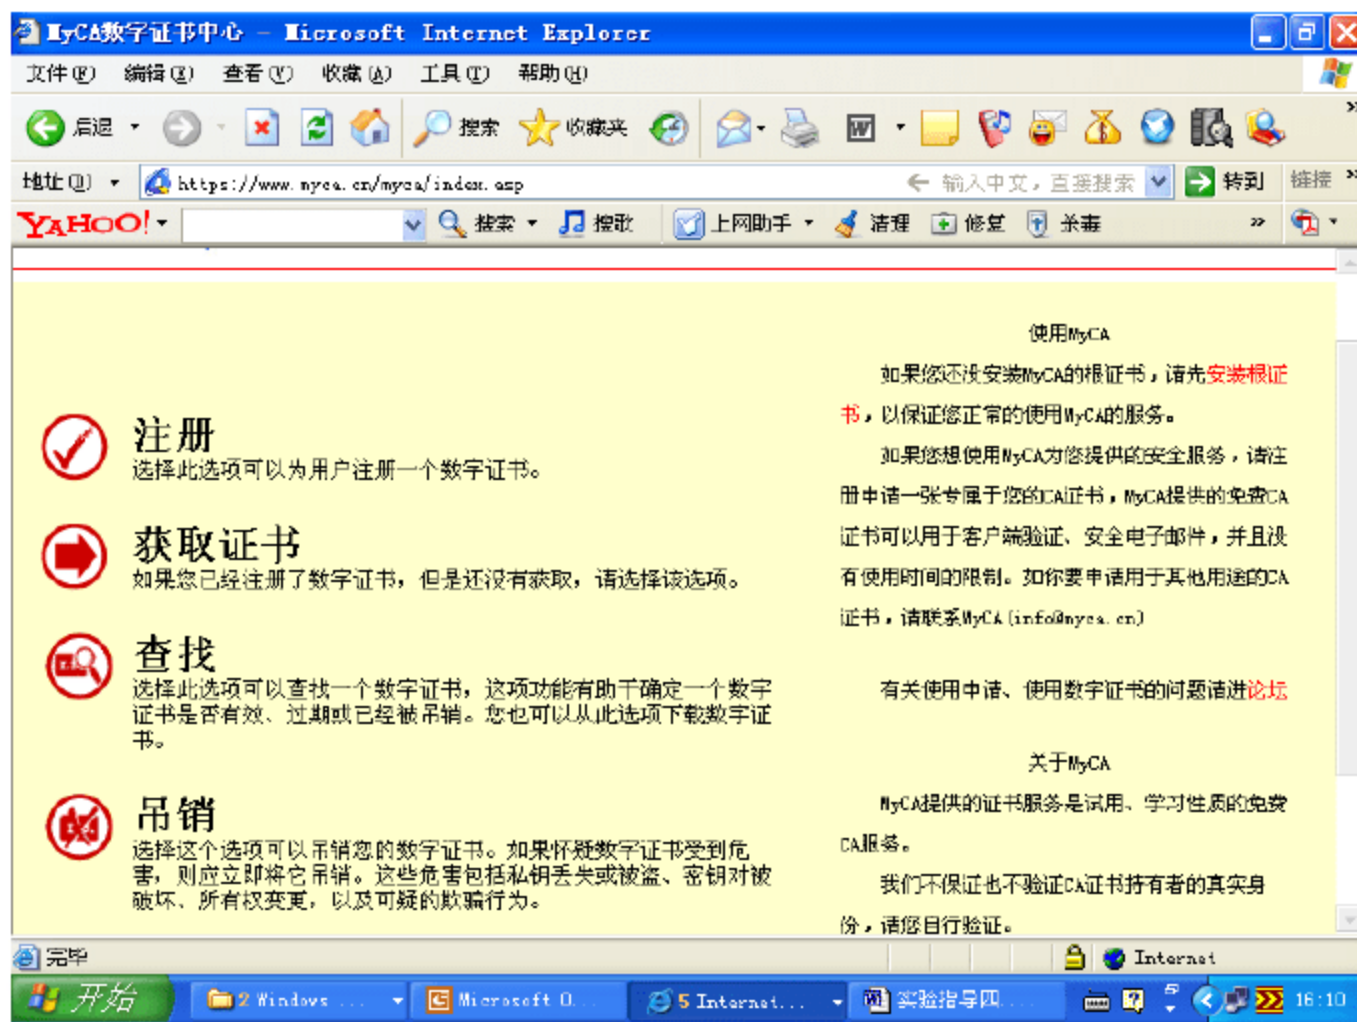 MyCA数字证书中心 - Microsoft Internet Explorer
文件(F) 编辑(E) 查看(V) 收藏(A) 工具(T) 帮助(H)
后退 搜索 收藏夹
地址(D) https://www.myca.cn/myca/index.asp 输入中文，直接搜索 转到 链接
YAHOO! 搜索 搜歌 上网助手 清理 修复 杀毒
注册
选择此选项可以为用户注册一个数字证书。
获取证书
如果您已经注册了数字证书，但是还没有获取，请选择该选项。
查找
选择此选项可以查找一个数字证书，这项功能有助于确定一个数字
证书是否有效、过期或已经被吊销。您也可以从此选项下载数字证
书。
吊销
选择这个选项可以吊销您的数字证书。如果怀疑数字证书受到危
害，则应立即将它吊销。这些危害包括私钥丢失或被盗、密钥对被
破坏、所有权变更，以及可疑的欺骗行为。
使用MyCA
如果您还没安装MyCA的根证书，请先安装根证
书，以保证您正常的使用MyCA的服务。
如果您想使用MyCA为您提供的安全服务，请注
册申请一张专属于您的CA证书，MyCA提供的免费CA
证书可以用于客户端验证、安全电子邮件，并且没
有使用时间的限制。如你要申请用于其他用途的CA
证书，请联系MyCA(info@myca.cn)
有关使用申请、使用数字证书的问题请进论坛
关于MyCA
MyCA提供的证书服务是试用、学习性质的免费
CA服务。
我们不保证也不验证CA证书持有者的真实身
份，请您自行验证。
完毕 Internet
开始 2 Windows ... Microsoft O... 5 Internet... 实验指导四.... 16:10